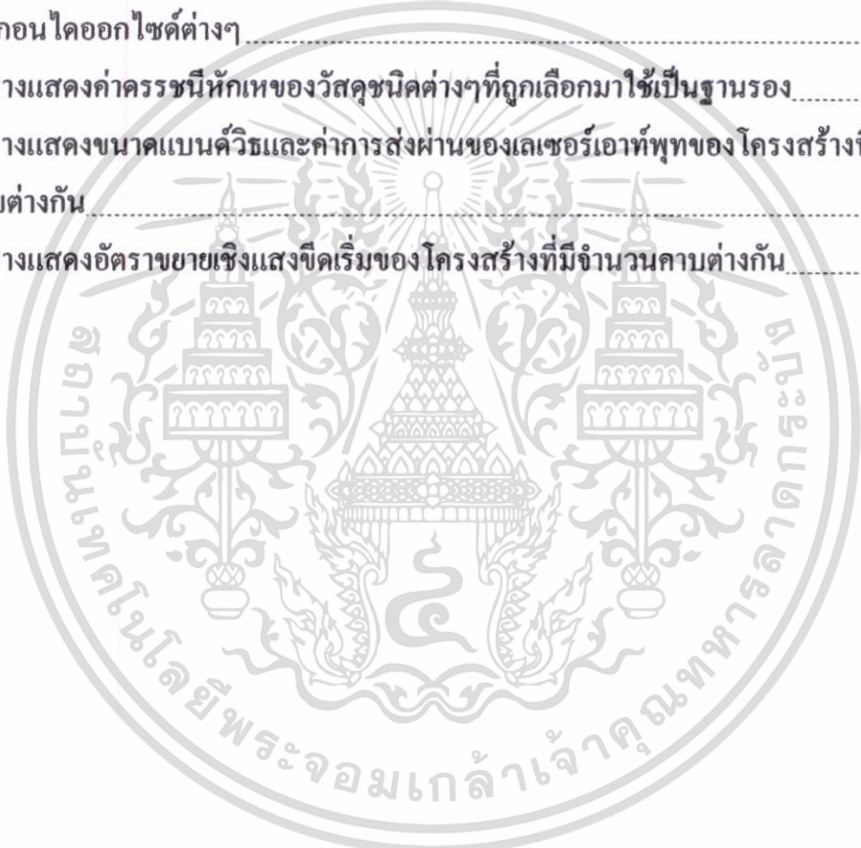 กอนไดออกไซด์ต่างๆ
างแสดงค่าดรรชนีหักเหของวัสดุชนิดต่างๆที่ถูกเลือกมาใช้เป็นฐานรอง
างแสดงขนาดแบนด์วิธและค่าการส่งผ่านของเลเซอร์เอาท์พุทของโครงสร้างที
บต่างกัน
างแสดงอัตราขยายเชิงแสงขีดเริ่มของโครงสร้างที่มีจำนวนคาบต่างกัน
สถาบันเทคโนโลยีพระจอมเกล้าเจ้าคุณทหารลาดกระบัง